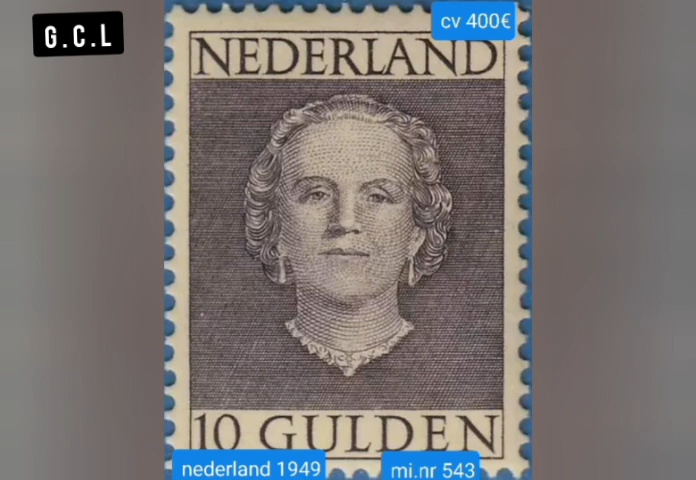 G.C.L
cv 400€
NEDERLAND
10 GULDEN
nederland 1949
mi.nr 543